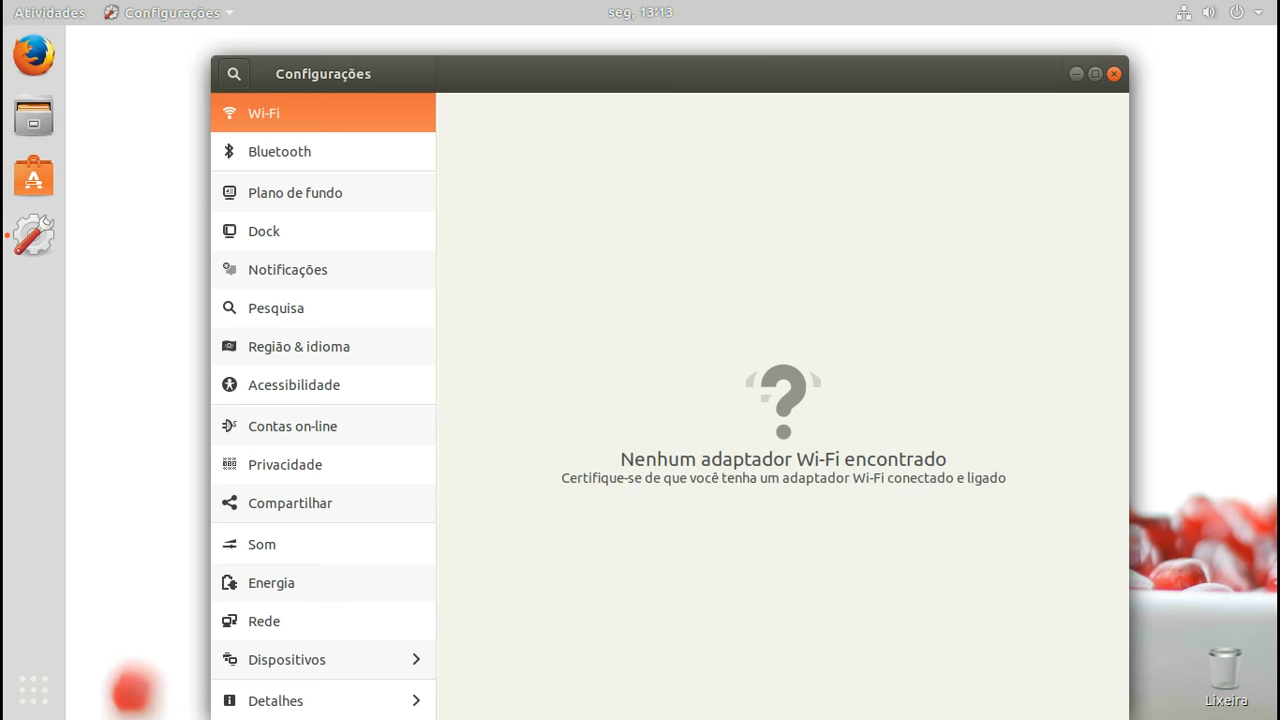 Atividades
Configurações
seg, 13:13
Configurações
Wi-Fi
Bluetooth
Plano de fundo
Dock
Notificações
Pesquisa
Região & idioma
Acessibilidade
Contas on-line
Privacidade
Compartilhar
Som
Energia
Rede
Dispositivos
Detalhes
Nenhum adaptador Wi-Fi encontrado
Certifique-se de que você tenha um adaptador Wi-Fi conectado e ligado
Lixeira